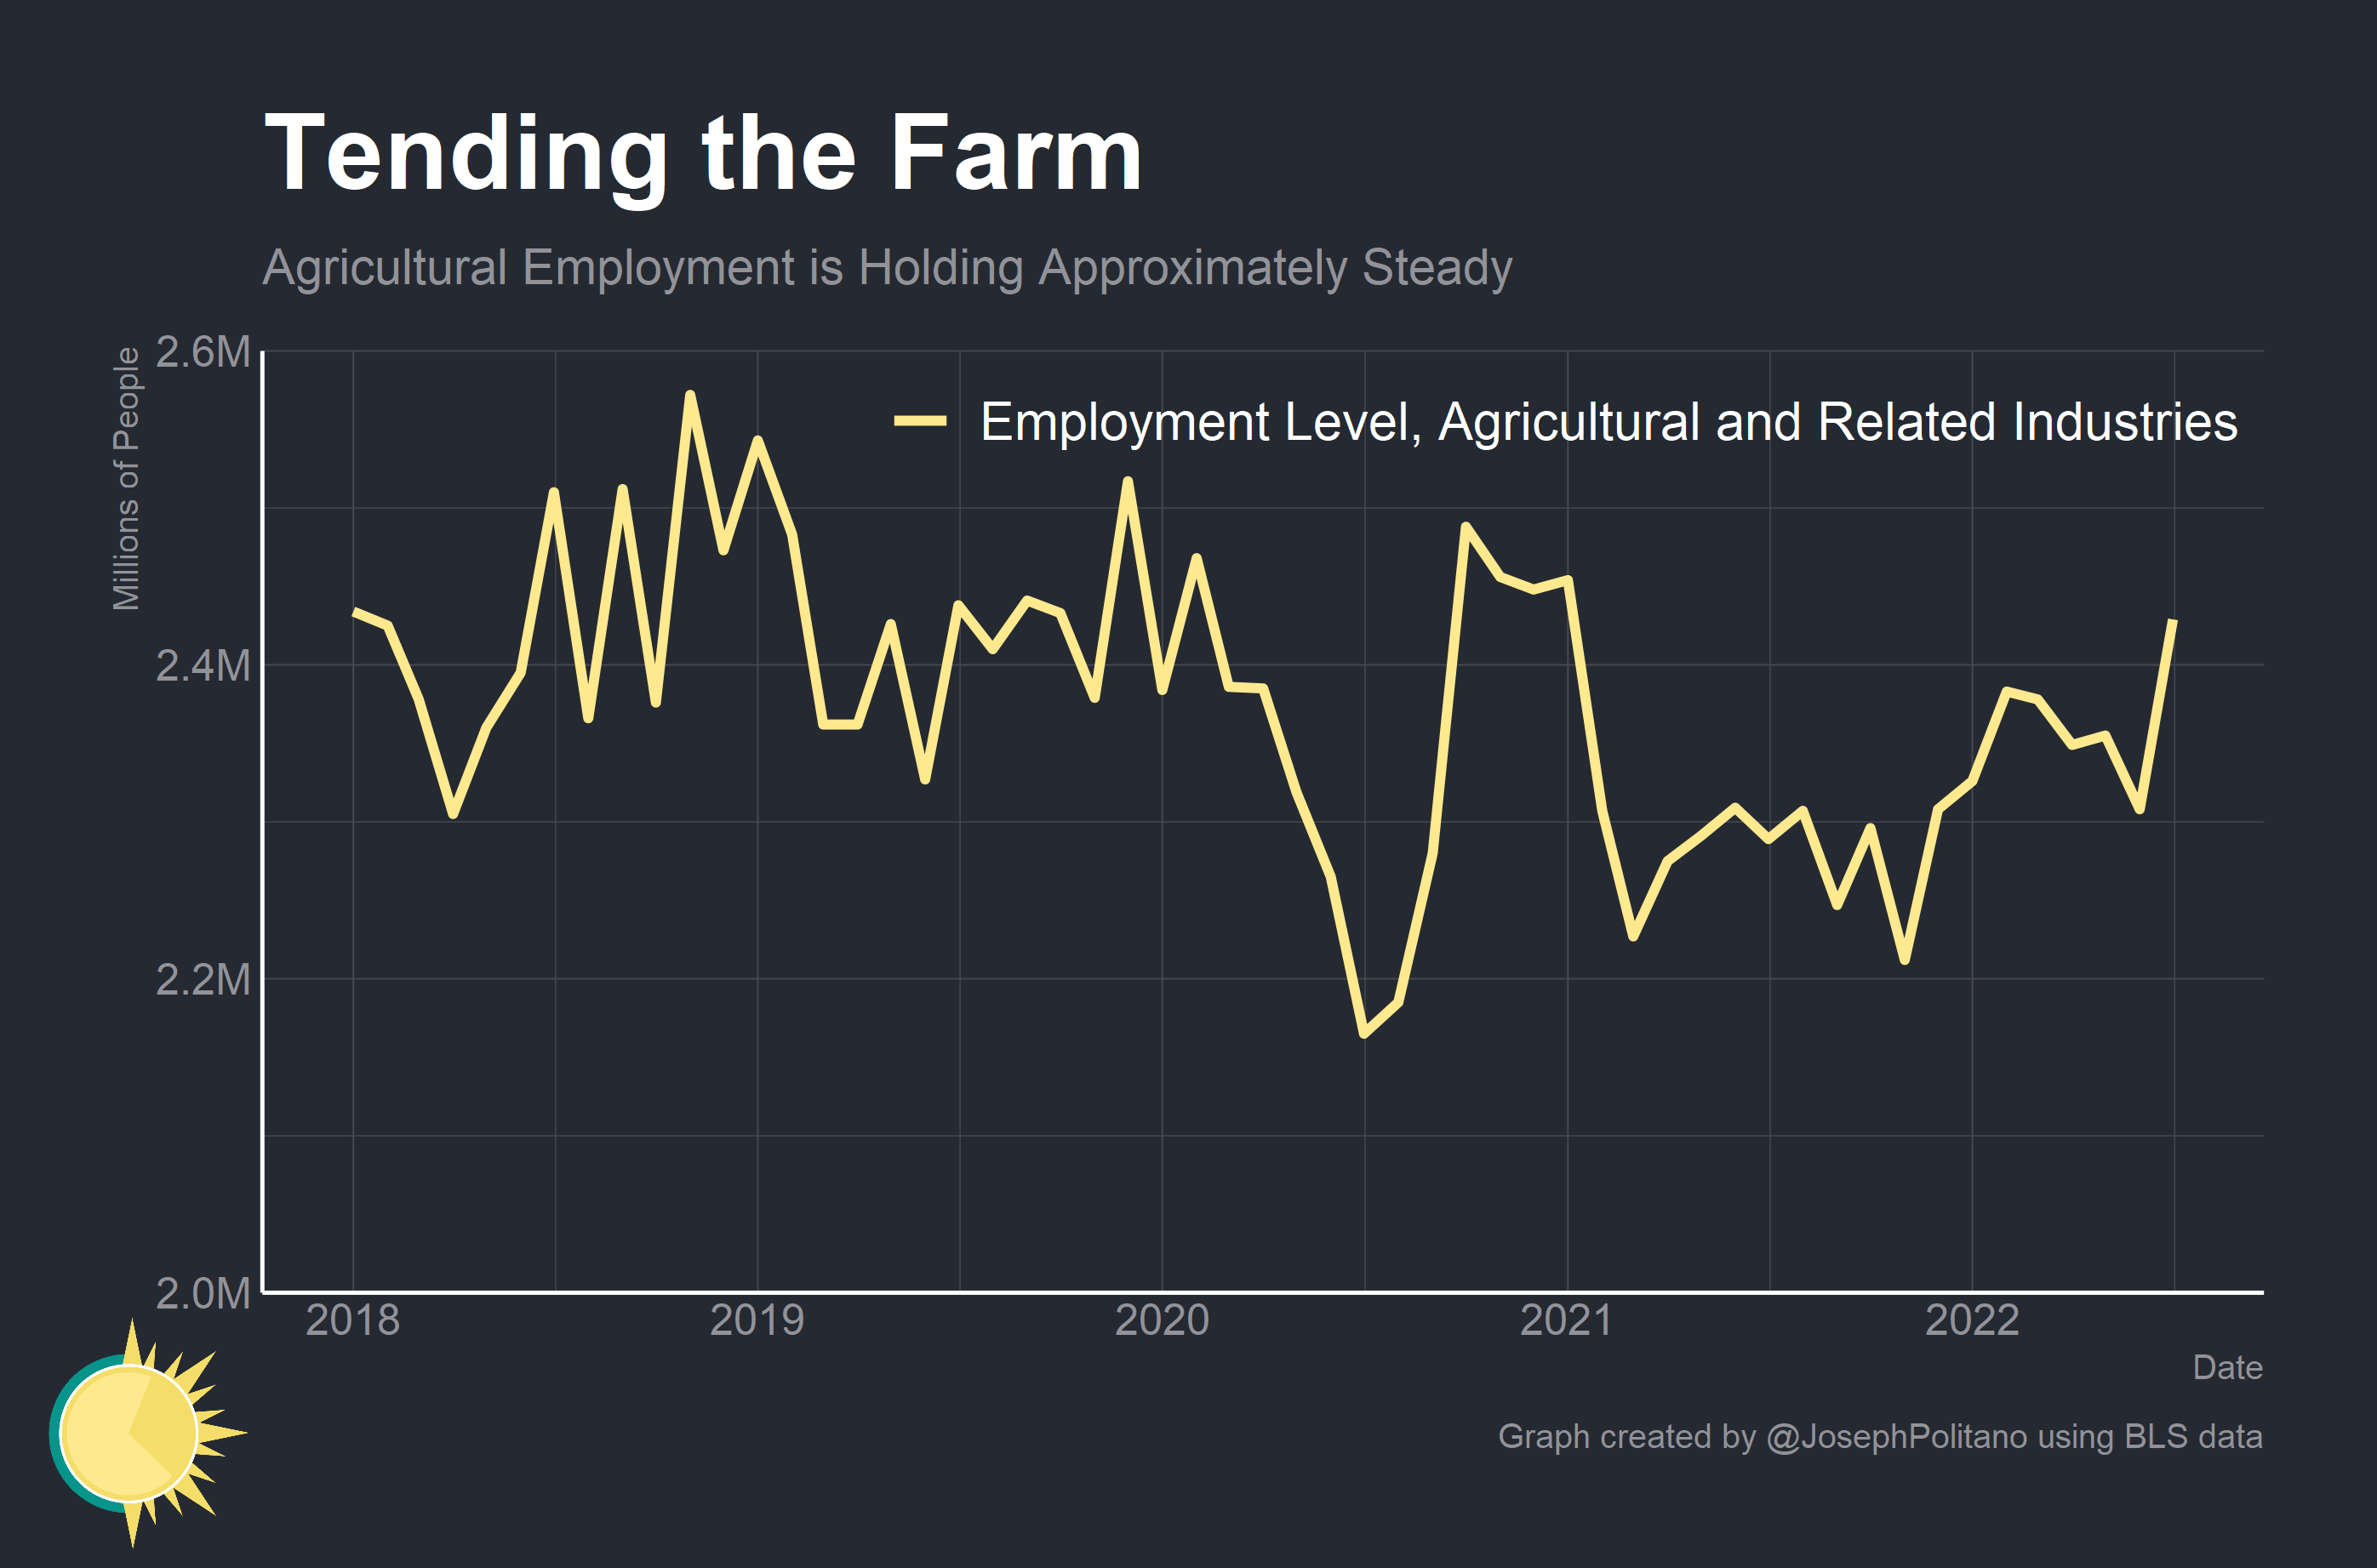 Tending the Farm
Agricultural Employment is Holding Approximately Steady
Millions of People
2.6M
2.4M
2.2M
2.0M
Employment Level, Agricultural and Related Industries
2018
2019
2020
2021
2022
Date
Graph created by @JosephPolitano using BLS data